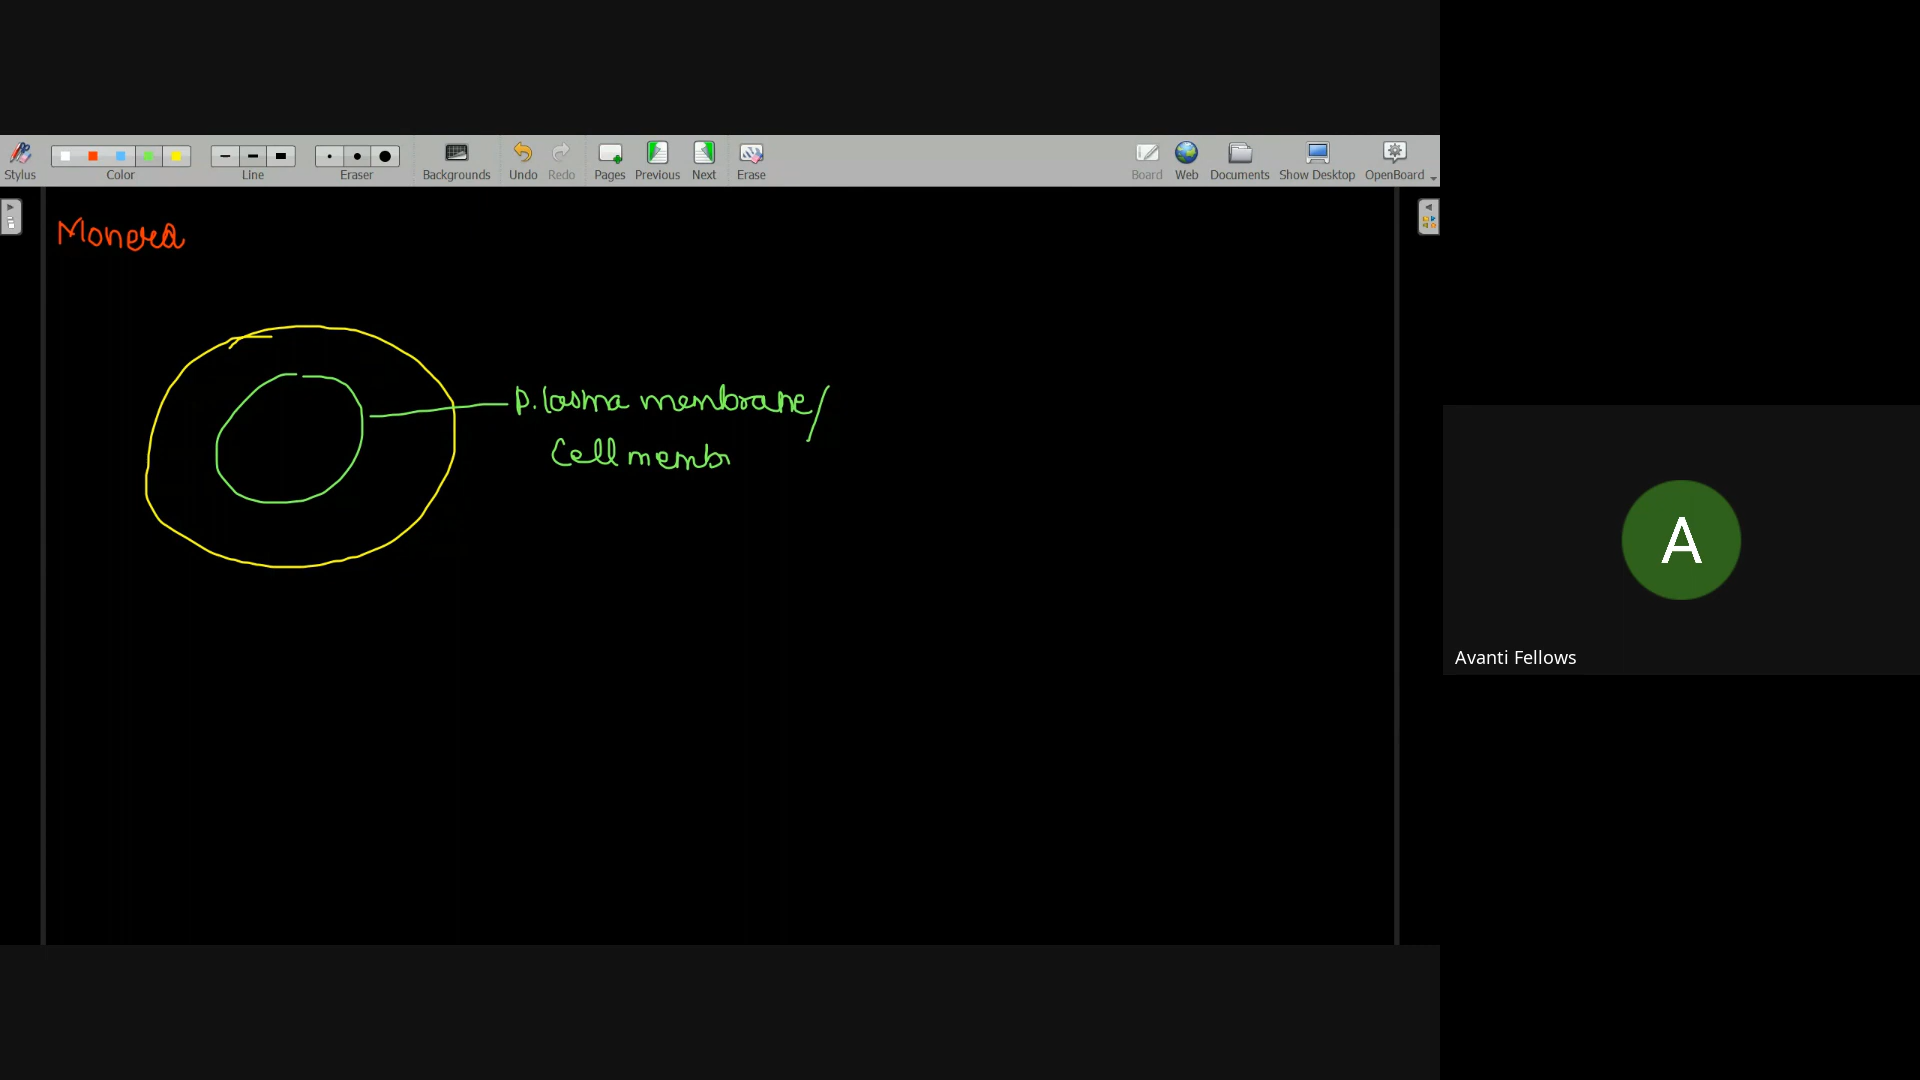 Stylus Color Line Eraser Backgrounds Undo Redo Pages Previous Next Erase Board Web Documents Show Desktop OpenBoard
Monera
P.lasma membrane/
Cell membr
A
Avanti Fellows